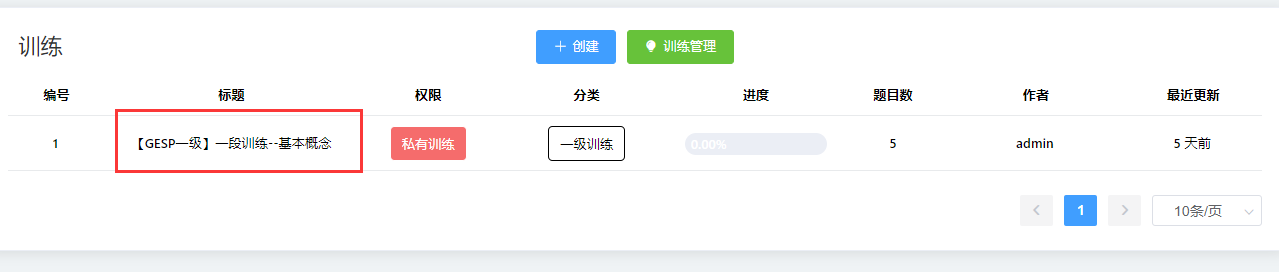 训练
创建 训练管理
编号 标题 权限 分类 进度 题目数 作者 最近更新
1 【GESP一级】一段训练--基本概念 私有训练 一级训练 0.00% 5 admin 5 天前
1 10条/页